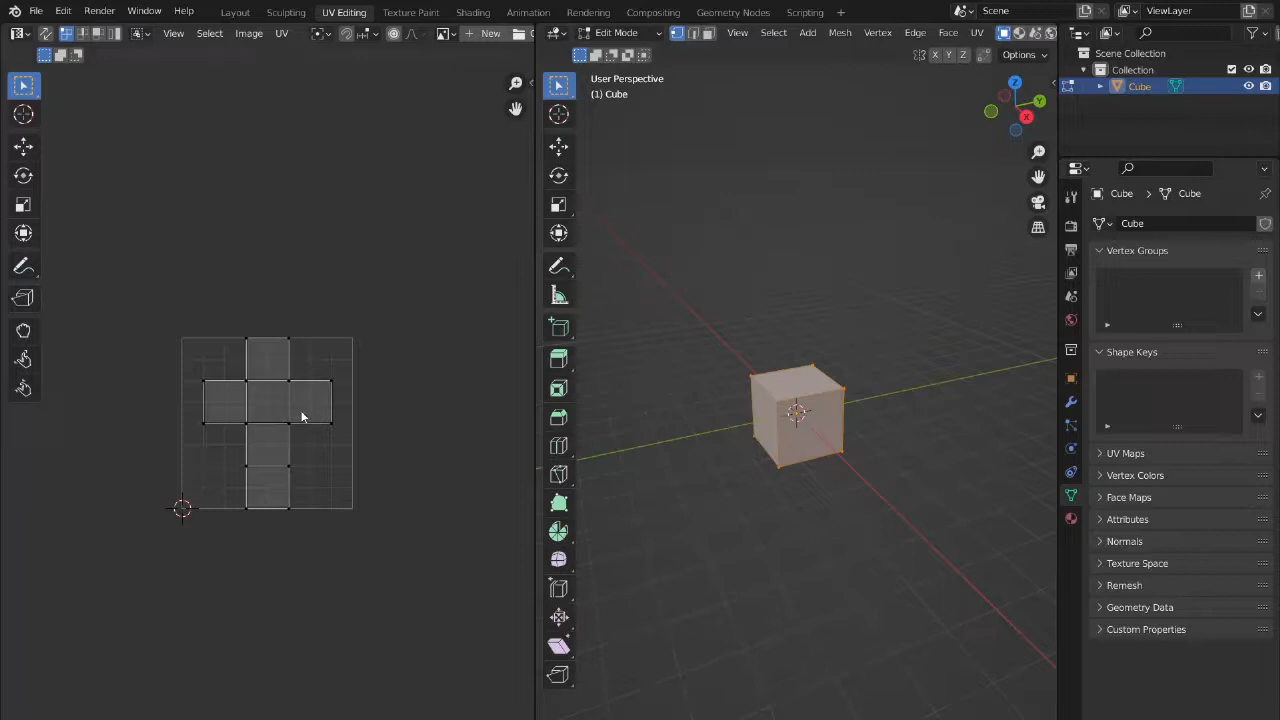 File Edit Render Window Help Layout Sculpting UV Editing Texture Paint Shading Animation Rendering Compositing Geometry Nodes Scripting + Scene ViewLayer
View Select Image UV New Edit Mode View Select Add Mesh Vertex Edge Face UV
X Y Z Options
User Perspective
(1) Cube
Z
Y
X
Scene Collection
Collection
Cube
Cube > Cube
Cube
Vertex Groups
Shape Keys
UV Maps
Vertex Colors
Face Maps
Attributes
Normals
Texture Space
Remesh
Geometry Data
Custom Properties